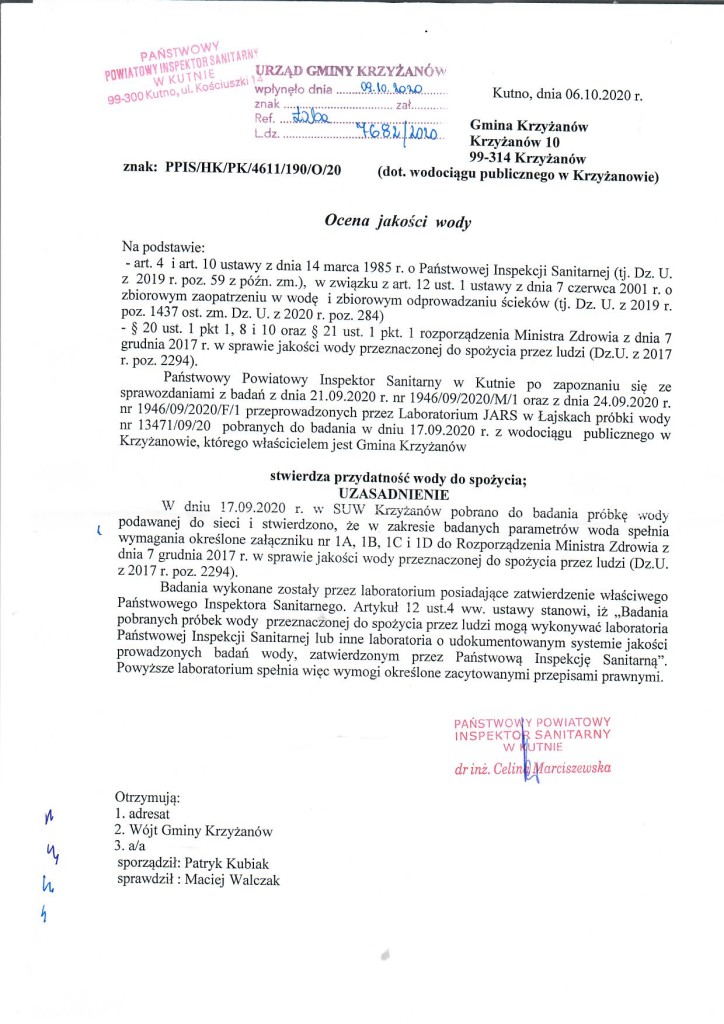 PAŃSTWOWY
POWIATOWY INSPEKTOR SANITARNY
W KUTNIE
99-300 Kutno, ul. Kościuszki 14
URZĄD GMINY KRZYŻANÓW
wpłynęło dnia ........09.10.2020........
znak .............................. zał............
Ref. ....
L.dz. ....................7682/2020
Kutno, dnia 06.10.2020 r.
Gmina Krzyżanów
Krzyżanów 10
99-314 Krzyżanów
znak: PPIS/HK/PK/4611/190/O/20 (dot. wodociągu publicznego w Krzyżanowie)
Ocena jakości wody
Na podstawie:
- art. 4 i art. 10 ustawy z dnia 14 marca 1985 r. o Państwowej Inspekcji Sanitarnej (tj. Dz. U.
z 2019 r. poz. 59 z późn. zm.), w związku z art. 12 ust. 1 ustawy z dnia 7 czerwca 2001 r. o
zbiorowym zaopatrzeniu w wodę i zbiorowym odprowadzaniu ścieków (tj. Dz. U. z 2019 r.
poz. 1437 ost. zm. Dz. U. z 2020 r. poz. 284)
- § 20 ust. 1 pkt 1, 8 i 10 oraz § 21 ust. 1 pkt. 1 rozporządzenia Ministra Zdrowia z dnia 7
grudnia 2017 r. w sprawie jakości wody przeznaczonej do spożycia przez ludzi (Dz.U. z 2017
r. poz. 2294).
Państwowy Powiatowy Inspektor Sanitarny w Kutnie po zapoznaniu się ze
sprawozdaniami z badań z dnia 21.09.2020 r. nr 1946/09/2020/M/1 oraz z dnia 24.09.2020 r.
nr 1946/09/2020/F/1 przeprowadzonych przez Laboratorium JARS w Łajskach próbki wody
nr 13471/09/20 pobranych do badania w dniu 17.09.2020 r. z wodociągu publicznego w
Krzyżanowie, którego właścicielem jest Gmina Krzyżanów
stwierdza przydatność wody do spożycia;
UZASADNIENIE
W dniu 17.09.2020 r. w SUW Krzyżanów pobrano do badania próbkę wody
podawanej do sieci i stwierdzono, że w zakresie badanych parametrów woda spełnia
wymagania określone załączniku nr 1A, 1B, 1C i 1D do Rozporządzenia Ministra Zdrowia z
dnia 7 grudnia 2017 r. w sprawie jakości wody przeznaczonej do spożycia przez ludzi (Dz.U.
z 2017 r. poz. 2294).
Badania wykonane zostały przez laboratorium posiadające zatwierdzenie właściwego
Państwowego Inspektora Sanitarnego. Artykuł 12 ust.4 ww. ustawy stanowi, iż „Badania
pobranych próbek wody przeznaczonej do spożycia przez ludzi mogą wykonywać laboratoria
Państwowej Inspekcji Sanitarnej lub inne laboratoria o udokumentowanym systemie jakości
prowadzonych badań wody, zatwierdzonym przez Państwową Inspekcję Sanitarną”.
Powyższe laboratorium spełnia więc wymogi określone zacytowanymi przepisami prawnymi.
PAŃSTWOWY POWIATOWY
INSPEKTOR SANITARNY
W KUTNIE
dr inż. Celina Marciszewska
Otrzymują:
1. adresat
2. Wójt Gminy Krzyżanów
3. a/a
sporządził: Patryk Kubiak
sprawdził : Maciej Walczak